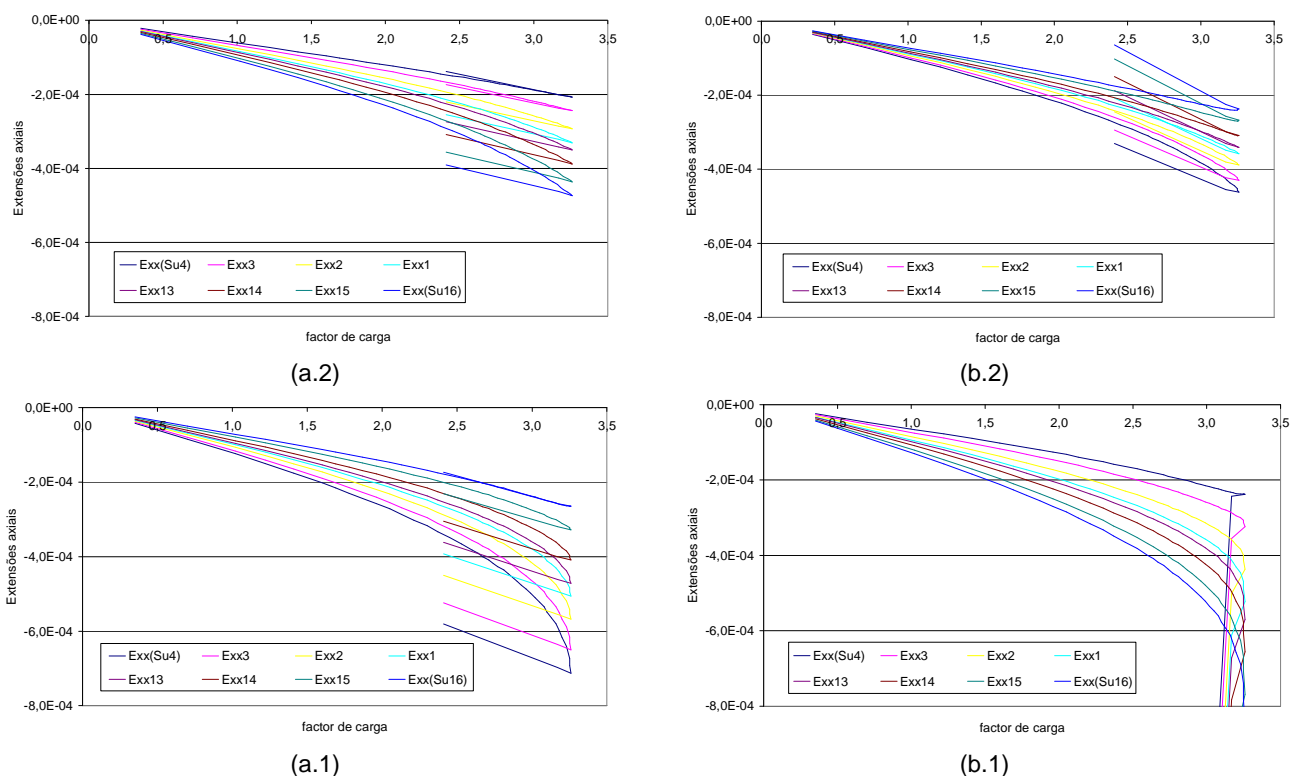 0,0E+00
0,0 0,5 1,0 1,5 2,0 2,5 3,0 3,5
-2,0E-04
-4,0E-04
-6,0E-04
-8,0E-04
Extensões axiais
Exx(Su4) Exx3 Exx2 Exx1
Exx13 Exx14 Exx15 Exx(Su16)
factor de carga
(a.2)
0,0E+00
0,0 0,5 1,0 1,5 2,0 2,5 3,0 3,5
-2,0E-04
-4,0E-04
-6,0E-04
-8,0E-04
Extensões axiais
Exx(Su4) Exx3 Exx2 Exx1
Exx13 Exx14 Exx15 Exx(Su16)
factor de carga
(b.2)
0,0E+00
0,0 0,5 1,0 1,5 2,0 2,5 3,0 3,5
-2,0E-04
-4,0E-04
-6,0E-04
-8,0E-04
Extensões axiais
Exx(Su4) Exx3 Exx2 Exx1
Exx13 Exx14 Exx15 Exx(Su16)
factor de carga
(a.1)
0,0E+00
0,0 0,5 1,0 1,5 2,0 2,5 3,0 3,5
-2,0E-04
-4,0E-04
-6,0E-04
-8,0E-04
Extensões axiais
Exx(Su4) Exx3 Exx2 Exx1
Exx13 Exx14 Exx15 Exx(Su16)
factor de carga
(b.1)